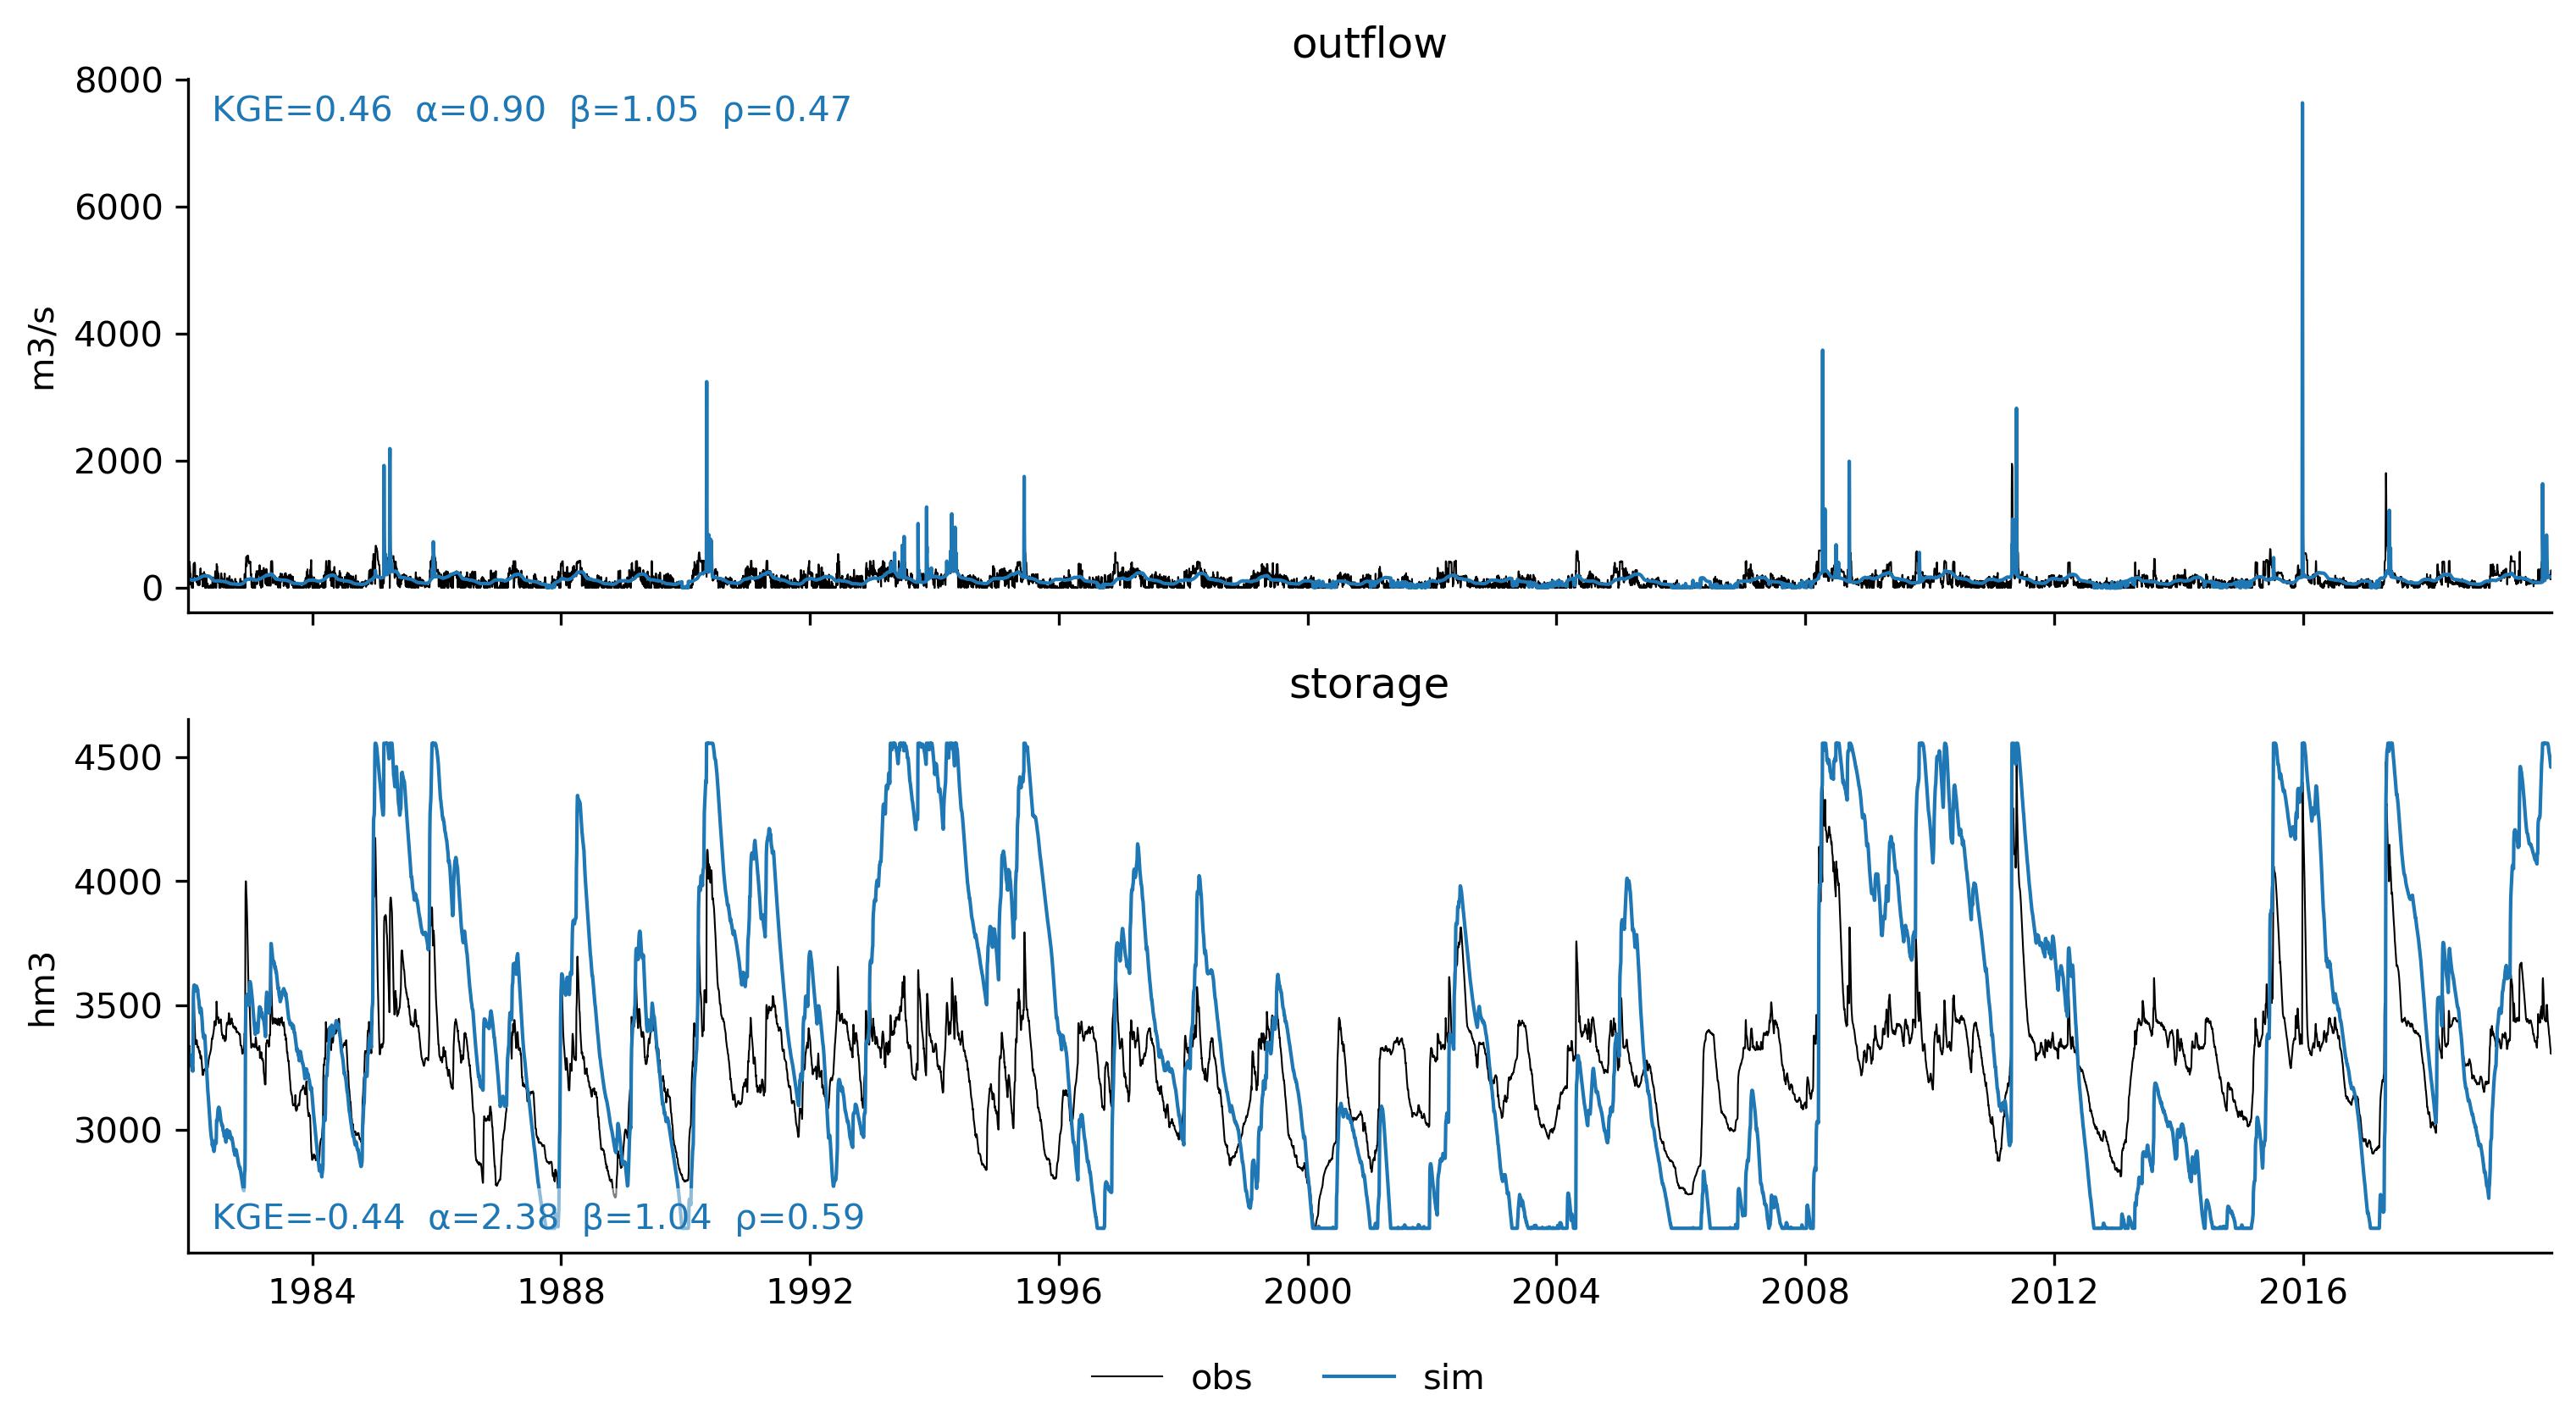 outflow
8000
KGE=0.46 α=0.90 β=1.05 ρ=0.47
6000
m3/s
4000
2000
0
storage
4500
4000
hm3
3500
3000
KGE=-0.44 α=2.38 β=1.04 ρ=0.59
1984 1988 1992 1996 2000 2004 2008 2012 2016
obs sim